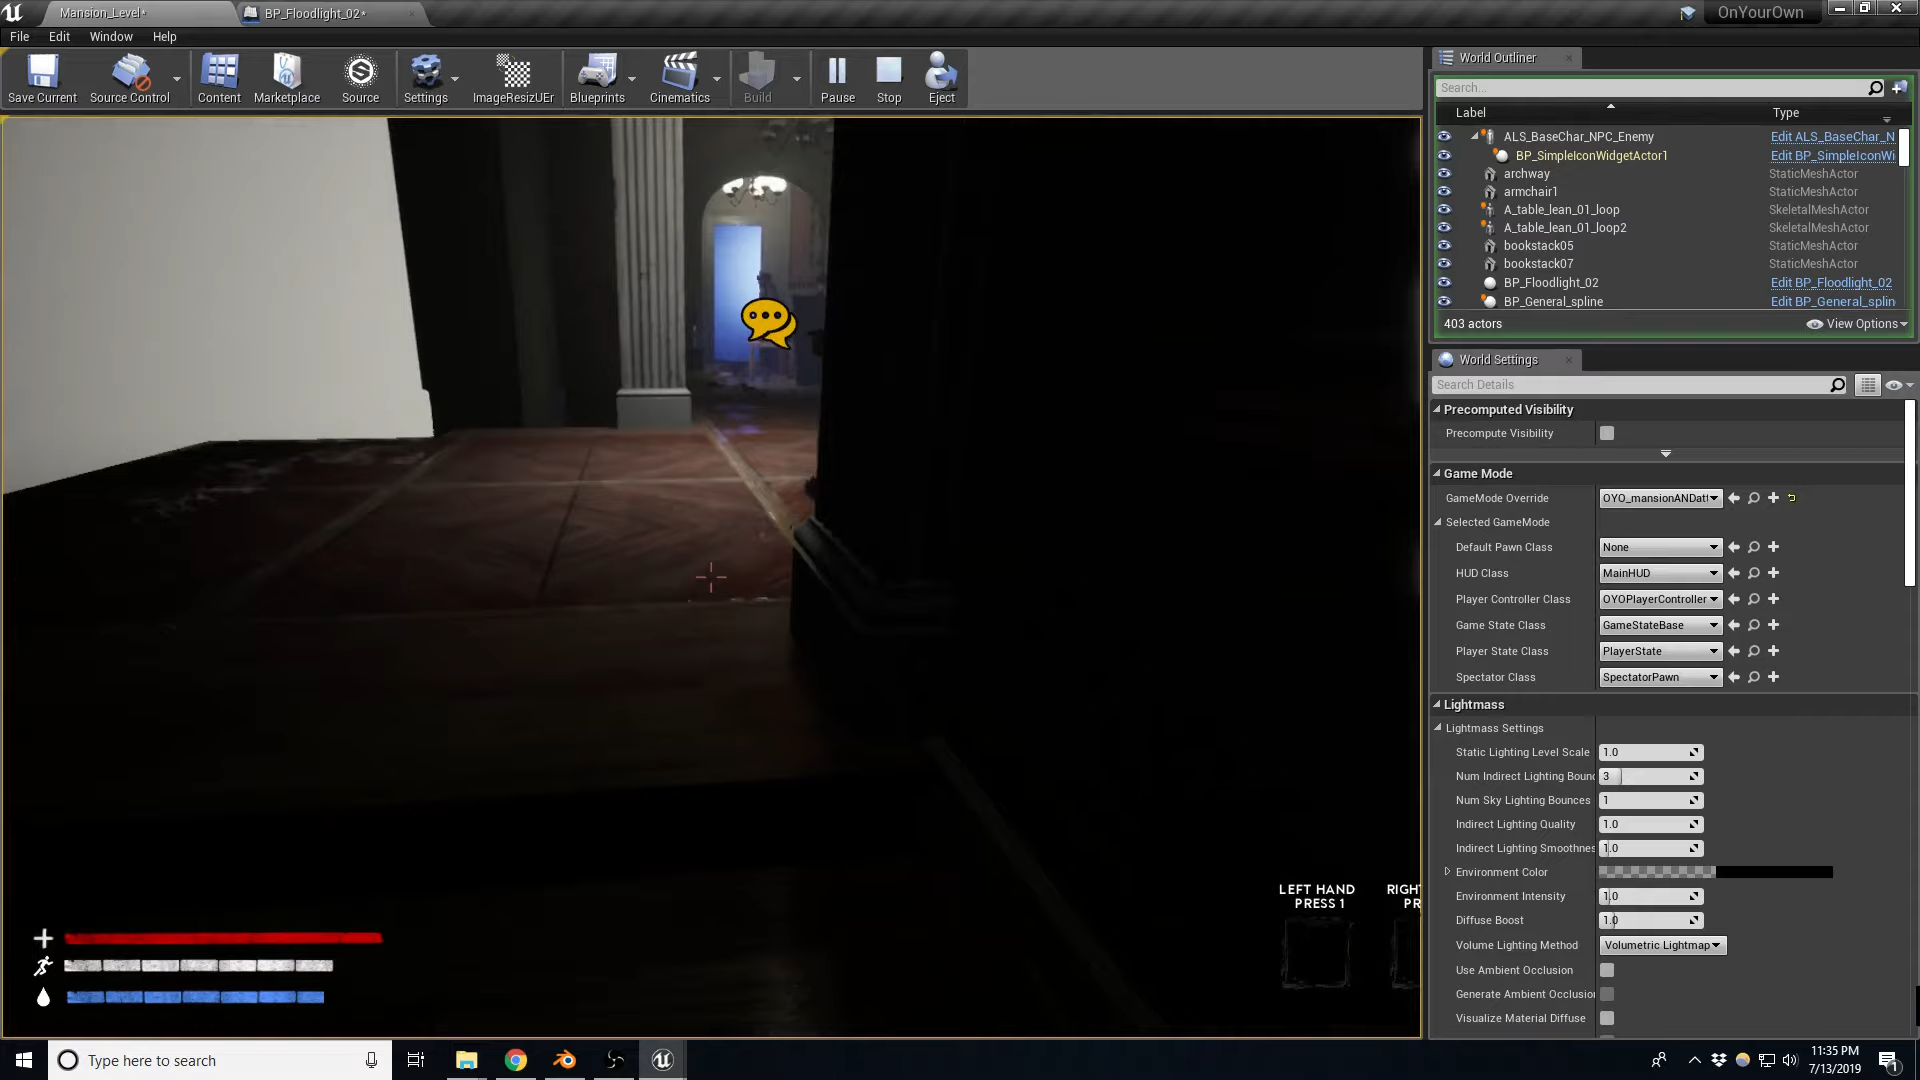 Mansion_Level*
BP_Floodlight_02*
OnYourOwn
File
Edit
Window
Help
Save Current
Source Control
Content
Marketplace
Source
Settings
ImageResizUEr
Blueprints
Cinematics
Build
Pause
Stop
Eject
World Outliner
Search...
Label
Type
ALS_BaseChar_NPC_Enemy
Edit ALS_BaseChar_N
BP_SimpleIconWidgetActor1
Edit BP_SimpleIconWi
archway
StaticMeshActor
armchair1
StaticMeshActor
A_table_lean_01_loop
SkeletalMeshActor
A_table_lean_01_loop2
SkeletalMeshActor
bookstack05
StaticMeshActor
bookstack07
StaticMeshActor
BP_Floodlight_02
Edit BP_Floodlight_02
BP_General_spline
Edit BP_General_splin
403 actors
View Options
World Settings
Search Details
Precomputed Visibility
Precompute Visibility
Game Mode
GameMode Override
OYO_mansionANDatt
Selected GameMode
Default Pawn Class
None
HUD Class
MainHUD
Player Controller Class
OYOPlayerController
Game State Class
GameStateBase
Player State Class
PlayerState
Spectator Class
SpectatorPawn
Lightmass
Lightmass Settings
Static Lighting Level Scale
1.0
Num Indirect Lighting Bounc
3
Num Sky Lighting Bounces
1
Indirect Lighting Quality
1.0
Indirect Lighting Smoothnes
1.0
Environment Color
Environment Intensity
1.0
Diffuse Boost
1.0
Volume Lighting Method
Volumetric Lightmap
Use Ambient Occlusion
Generate Ambient Occlusion
Visualize Material Diffuse
LEFT HAND
PRESS 1
RIGHT
PR
Type here to search
11:35 PM
7/13/2019
1